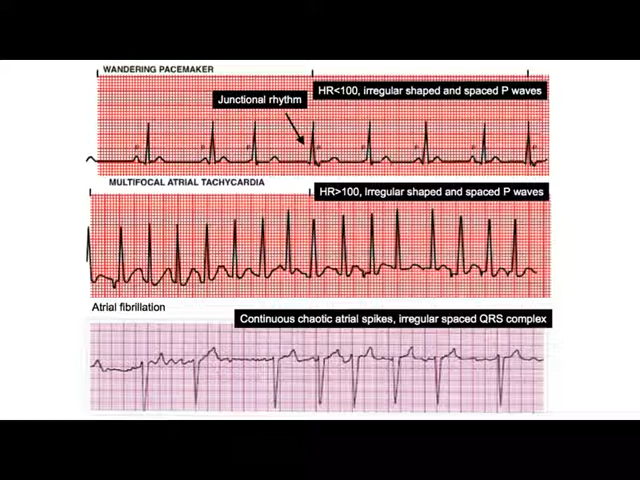 WANDERING PACEMAKER
HR<100, irregular shaped and spaced P waves
Junctional rhythm
P P P P P P P P
MULTIFOCAL ATRIAL TACHYCARDIA
HR>100, irregular shaped and spaced P waves
Atrial fibrillation
Continuous chaotic atrial spikes, irregular spaced QRS complex